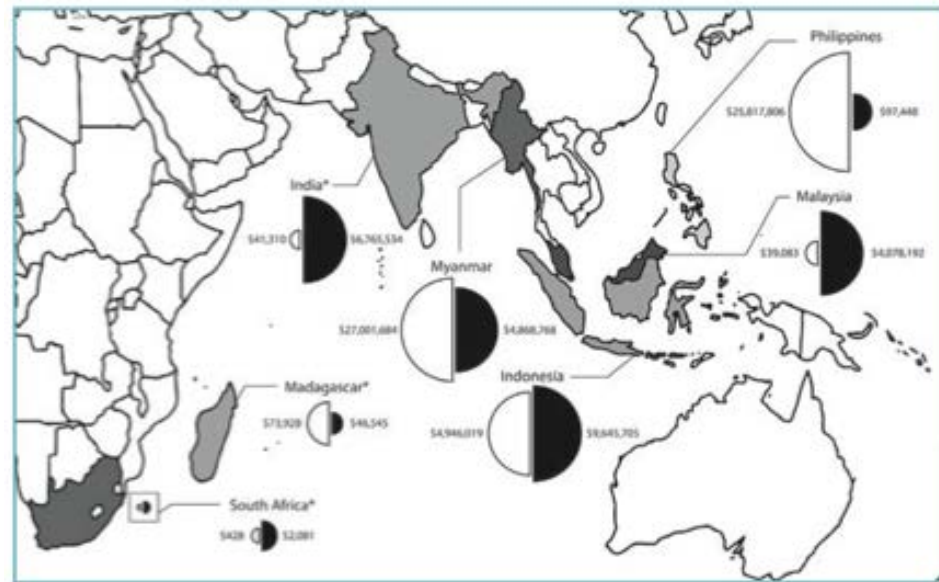 Philippines
$25,817,806
$97,448
India*
$41,310
$6,765,534
Malaysia
$39,083
$4,078,192
Myanmar
$27,001,684
$4,868,768
Indonesia
$4,946,019
$9,645,705
Madagascar*
$73,928
$46,545
South Africa*
$428
$2,081